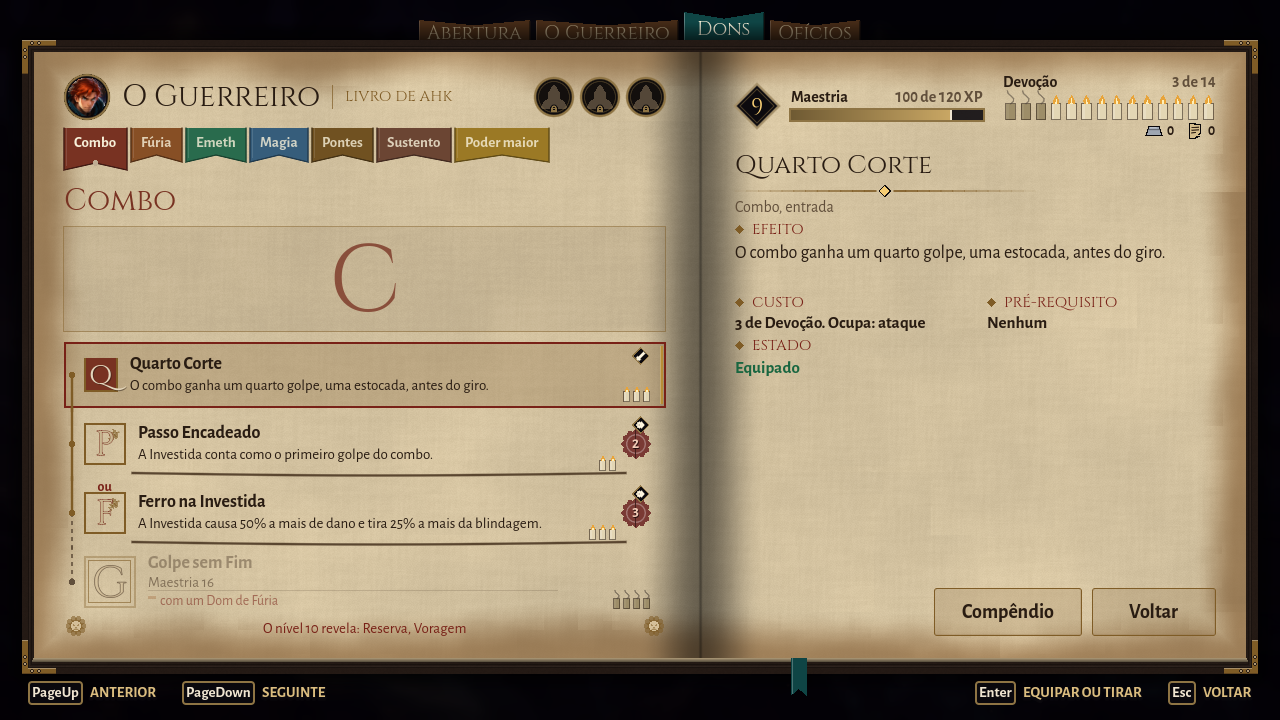 ABERTURA
O GUERREIRO
DONS
OFÍCIOS
O GUERREIRO
LIVRO DE AHK
Combo
Fúria
Emeth
Magia
Pontes
Sustento
Poder maior
COMBO
C
Q
Quarto Corte
O combo ganha um quarto golpe, uma estocada, antes do giro.
P
Passo Encadeado
A Investida conta como o primeiro golpe do combo.
2
ou
F
Ferro na Investida
A Investida causa 50% a mais de dano e tira 25% a mais da blindagem.
3
G
Golpe sem Fim
Maestria 16
com um Dom de Fúria
O nível 10 revela: Reserva, Voragem
9
Maestria
100 de 120 XP
Devoção
3 de 14
0
0
QUARTO CORTE
Combo, entrada
EFEITO
O combo ganha um quarto golpe, uma estocada, antes do giro.
CUSTO
3 de Devoção. Ocupa: ataque
PRÉ-REQUISITO
Nenhum
ESTADO
Equipado
Compêndio
Voltar
PageUp
ANTERIOR
PageDown
SEGUINTE
Enter
EQUIPAR OU TIRAR
Esc
VOLTAR